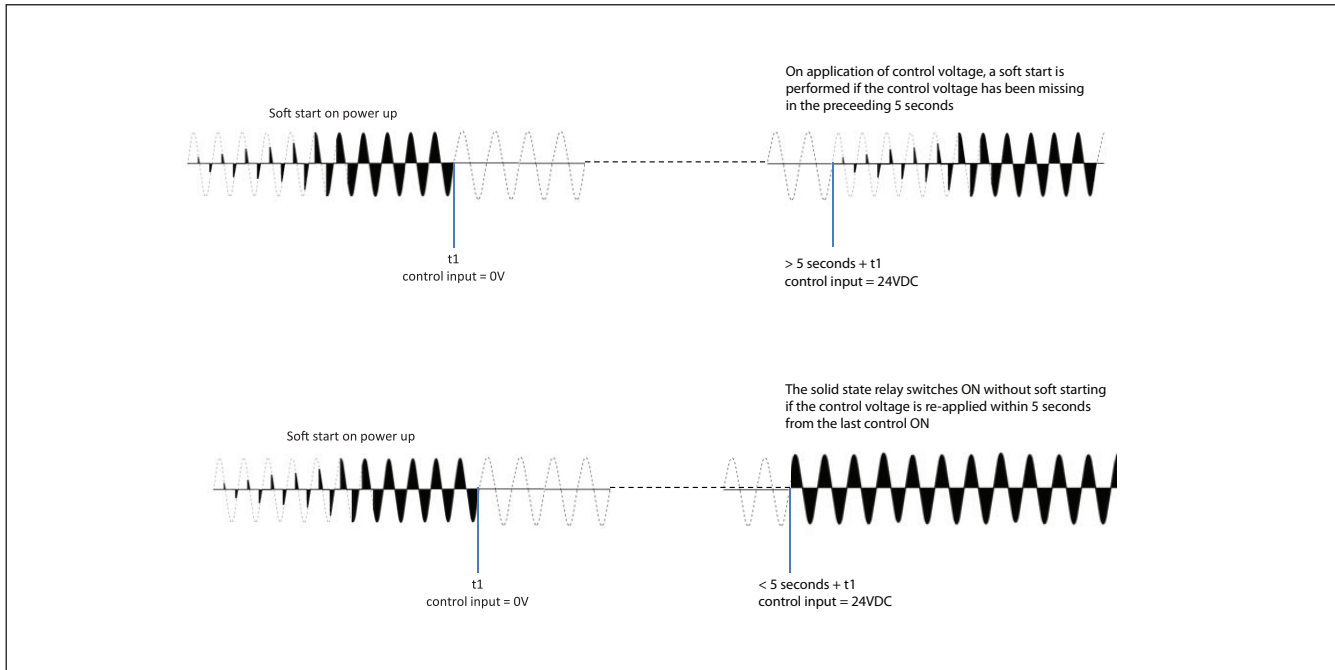 On application of control voltage, a soft start is
performed if the control voltage has been missing
in the preceeding 5 seconds
Soft start on power up
t1
control input = 0V
> 5 seconds + t1
control input = 24VDC
The solid state relay switches ON without soft starting
if the control voltage is re-applied within 5 seconds
from the last control ON
Soft start on power up
t1
control input = 0V
< 5 seconds + t1
control input = 24VDC